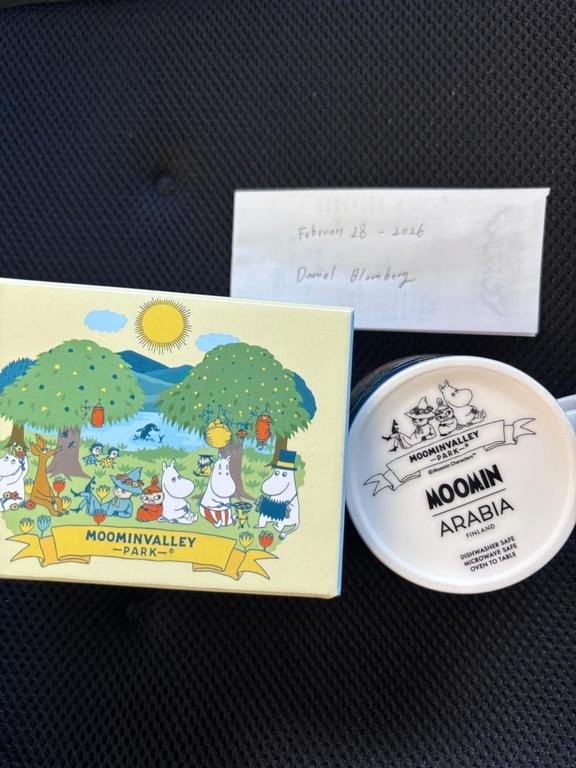 February 28 - 2026
Daniel Blomberg
MOOMINVALLEY
-PARK-®
MOOMINVALLEY
-PARK-®
©Moomin Characters™
MOOMIN
ARABIA
FINLAND
DISHWASHER SAFE
MICROWAVE SAFE
OVEN TO TABLE